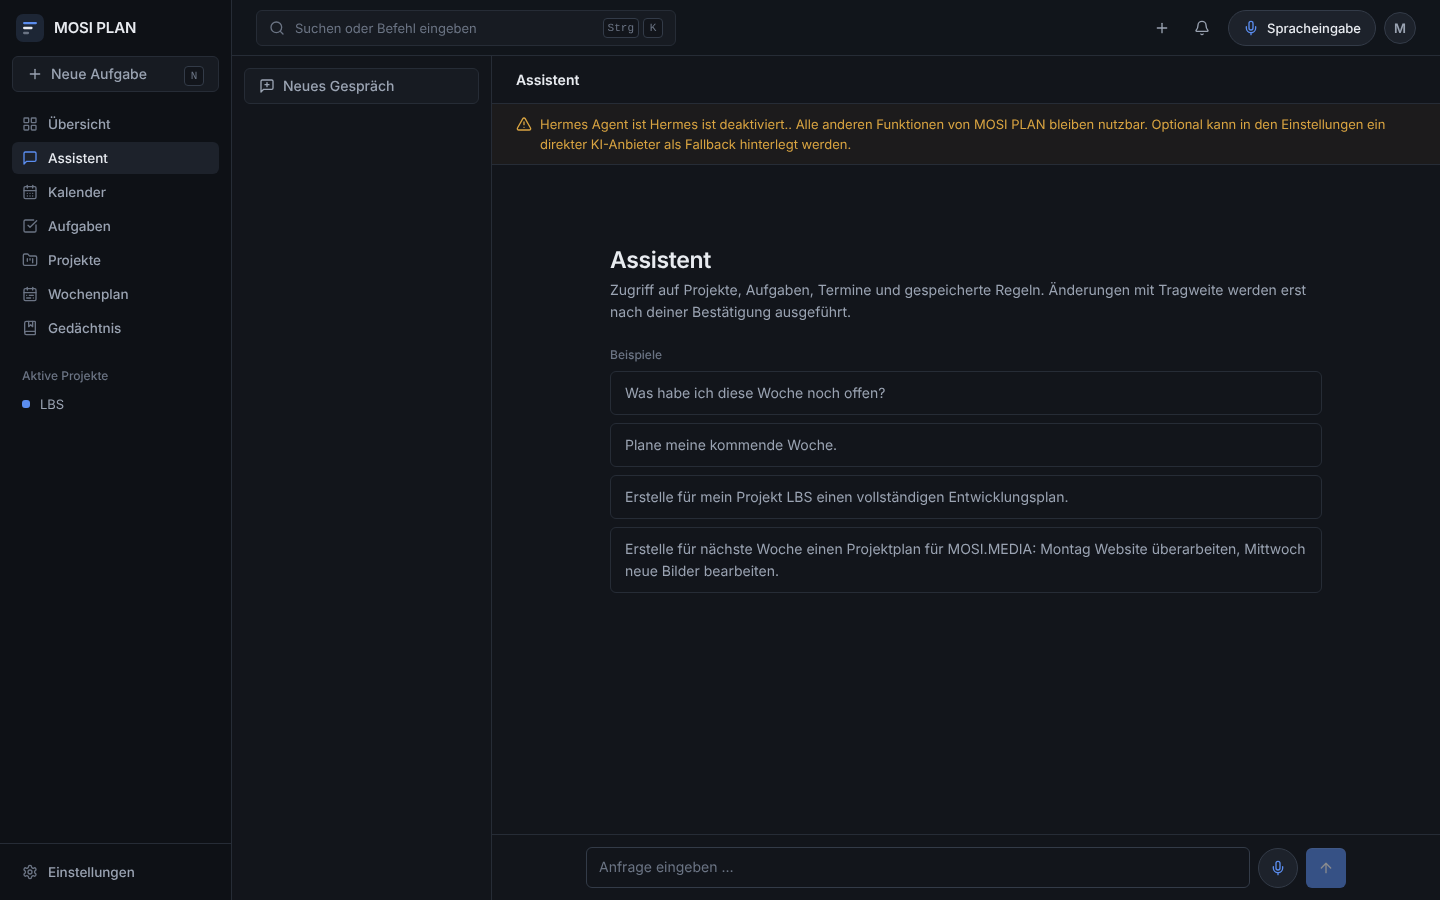 MOSI PLAN
Suchen oder Befehl eingeben
Strg K
Spracheingabe
M
Neue Aufgabe
N
Übersicht
Assistent
Kalender
Aufgaben
Projekte
Wochenplan
Gedächtnis
Aktive Projekte
LBS
Einstellungen
Neues Gespräch
Assistent
Hermes Agent ist Hermes ist deaktiviert.. Alle anderen Funktionen von MOSI PLAN bleiben nutzbar. Optional kann in den Einstellungen ein
direkter KI-Anbieter als Fallback hinterlegt werden.
Assistent
Zugriff auf Projekte, Aufgaben, Termine und gespeicherte Regeln. Änderungen mit Tragweite werden erst
nach deiner Bestätigung ausgeführt.
Beispiele
Was habe ich diese Woche noch offen?
Plane meine kommende Woche.
Erstelle für mein Projekt LBS einen vollständigen Entwicklungsplan.
Erstelle für nächste Woche einen Projektplan für MOSI.MEDIA: Montag Website überarbeiten, Mittwoch
neue Bilder bearbeiten.
Anfrage eingeben ...